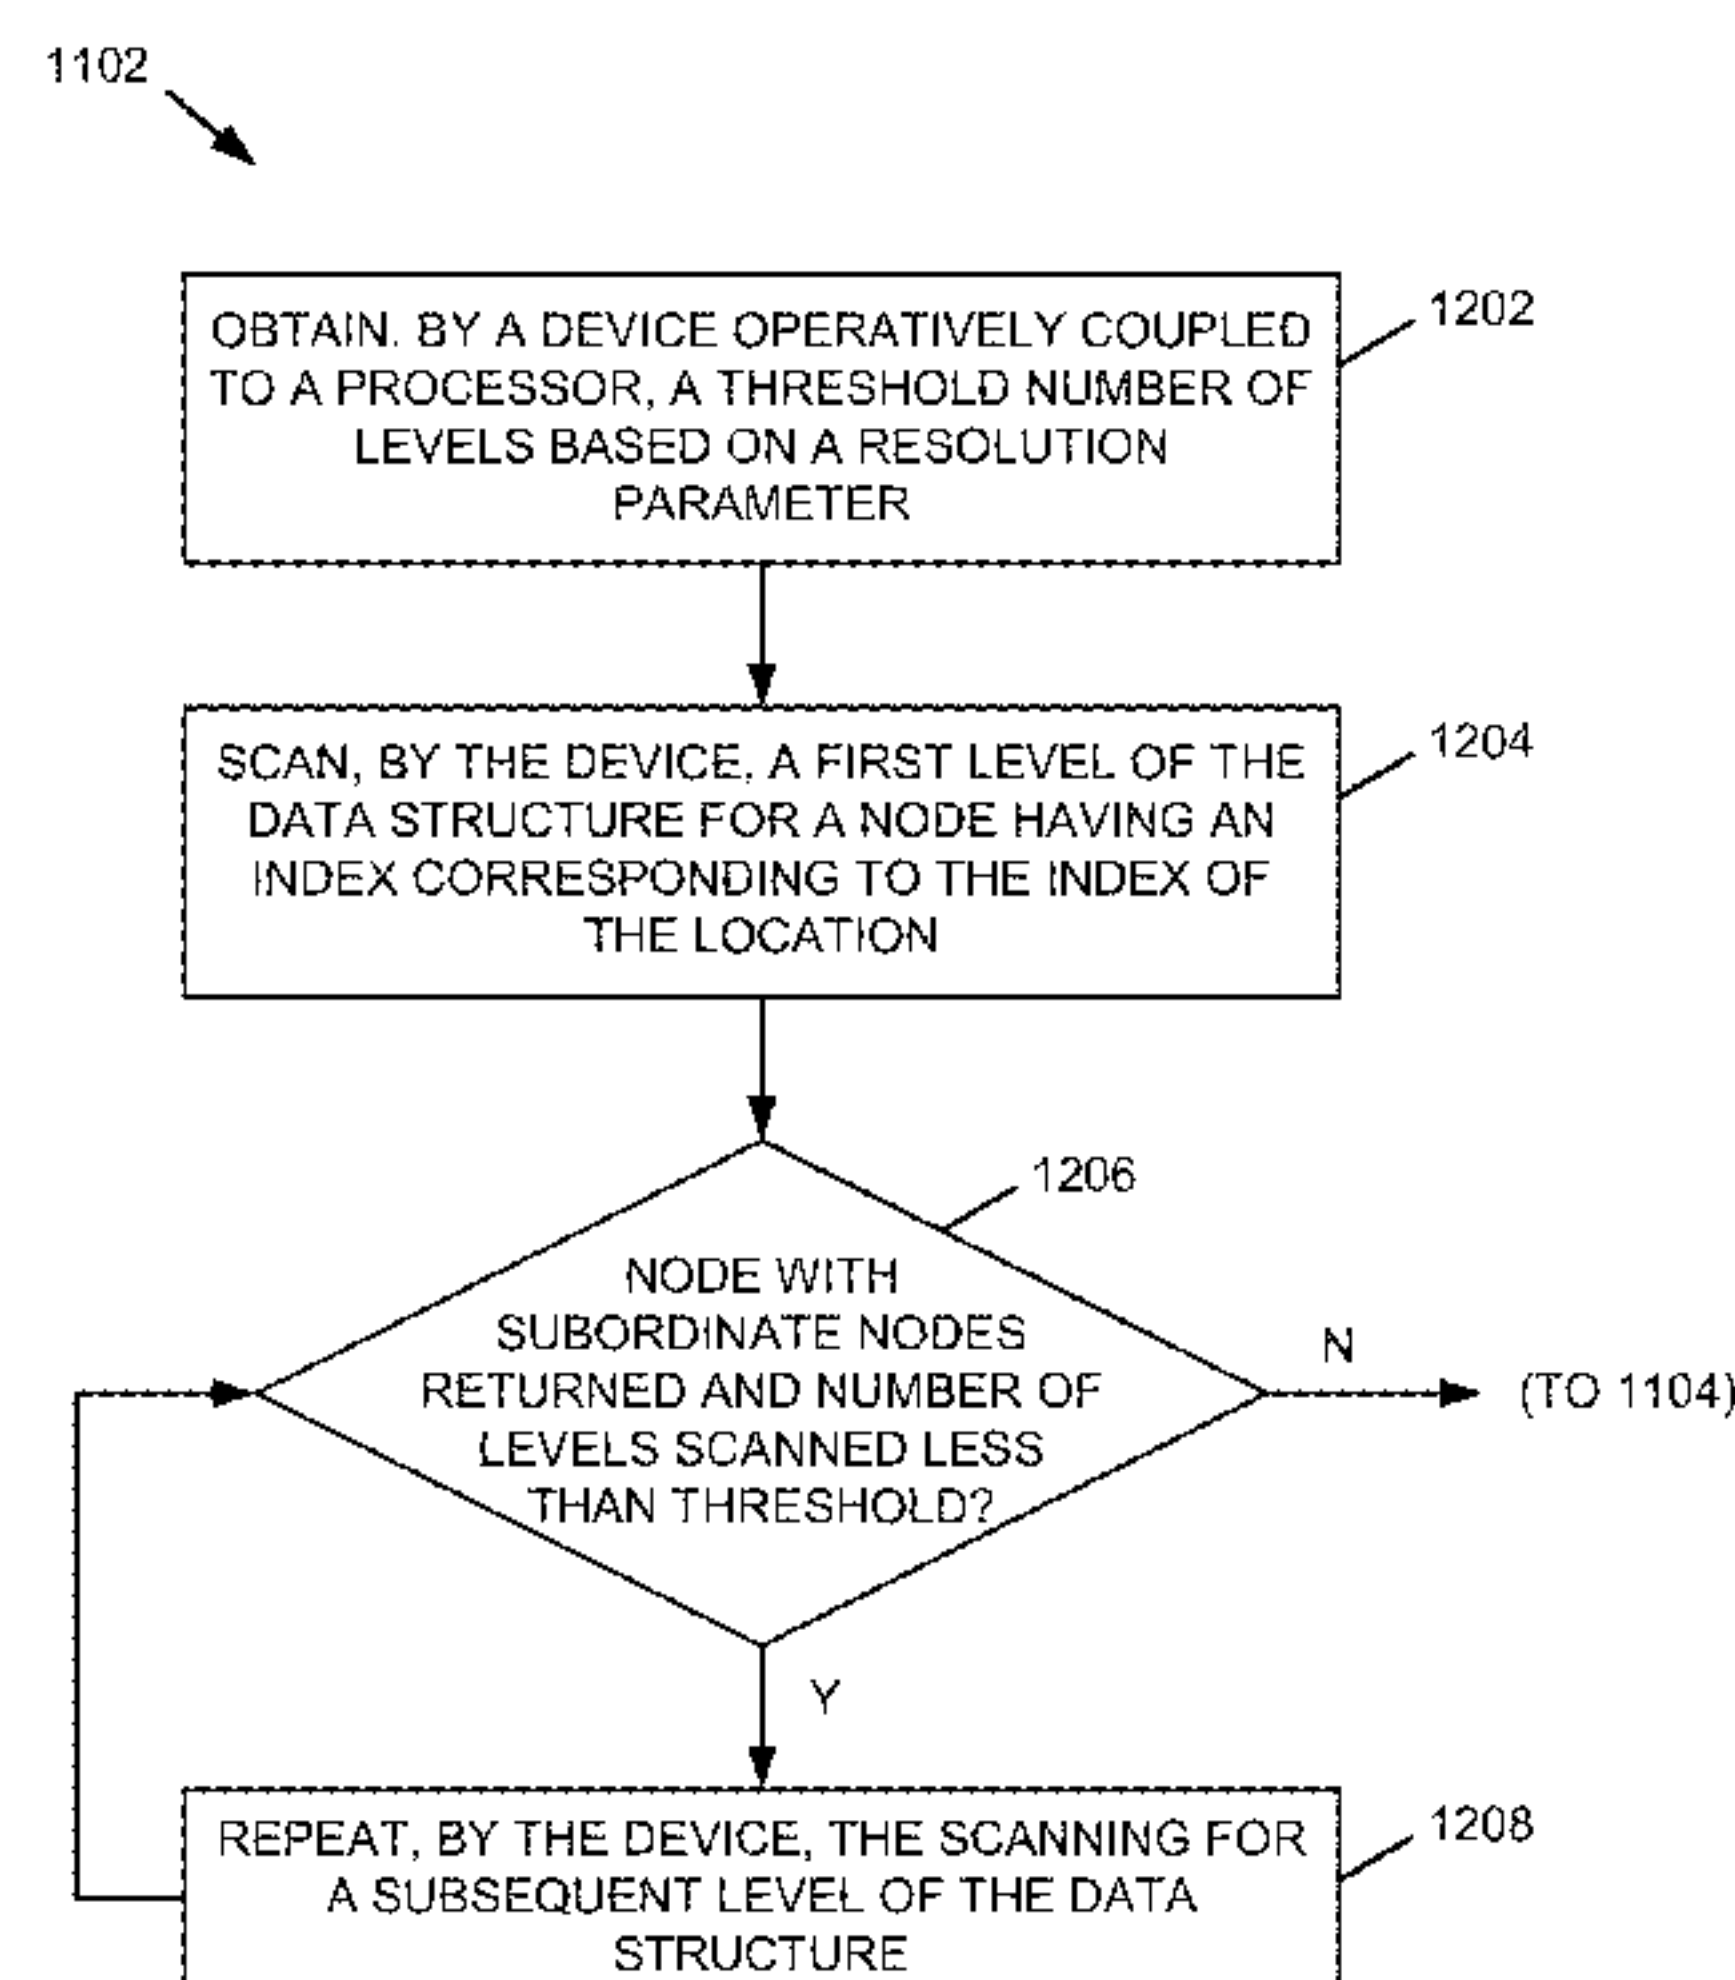 1102
OBTAIN, BY A DEVICE OPERATIVELY COUPLED
TO A PROCESSOR, A THRESHOLD NUMBER OF
LEVELS BASED ON A RESOLUTION
PARAMETER
1202
SCAN, BY THE DEVICE, A FIRST LEVEL OF THE
DATA STRUCTURE FOR A NODE HAVING AN
INDEX CORRESPONDING TO THE INDEX OF
THE LOCATION
1204
1206
NODE WITH
SUBORDINATE NODES
RETURNED AND NUMBER OF
LEVELS SCANNED LESS
THAN THRESHOLD?
N
(TO 1104)
Y
REPEAT, BY THE DEVICE, THE SCANNING FOR
A SUBSEQUENT LEVEL OF THE DATA
STRUCTURE
1208